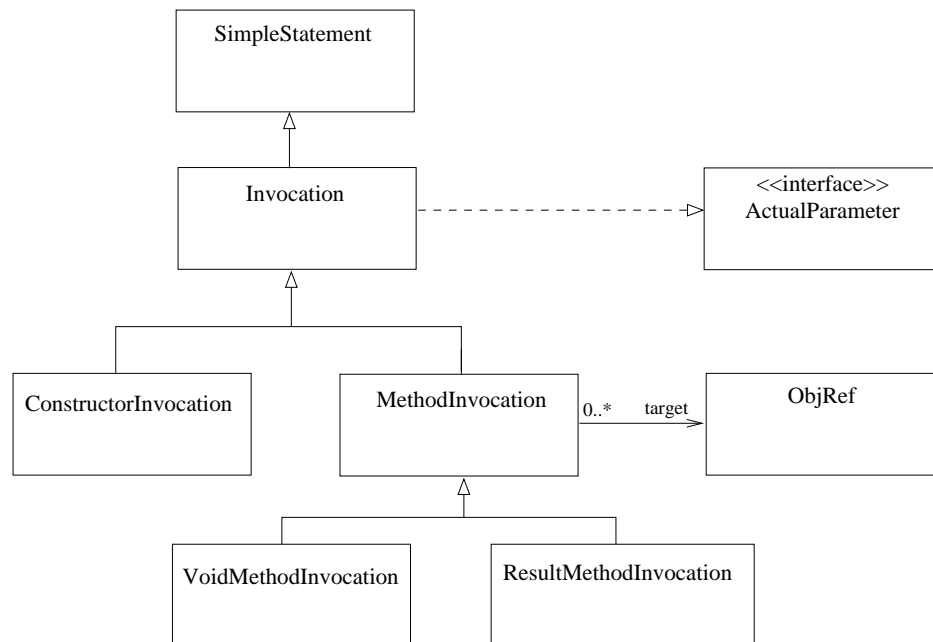 SimpleStatement
Invocation
<<interface>>
ActualParameter
ConstructorInvocation
MethodInvocation
0..* target
ObjRef
VoidMethodInvocation
ResultMethodInvocation